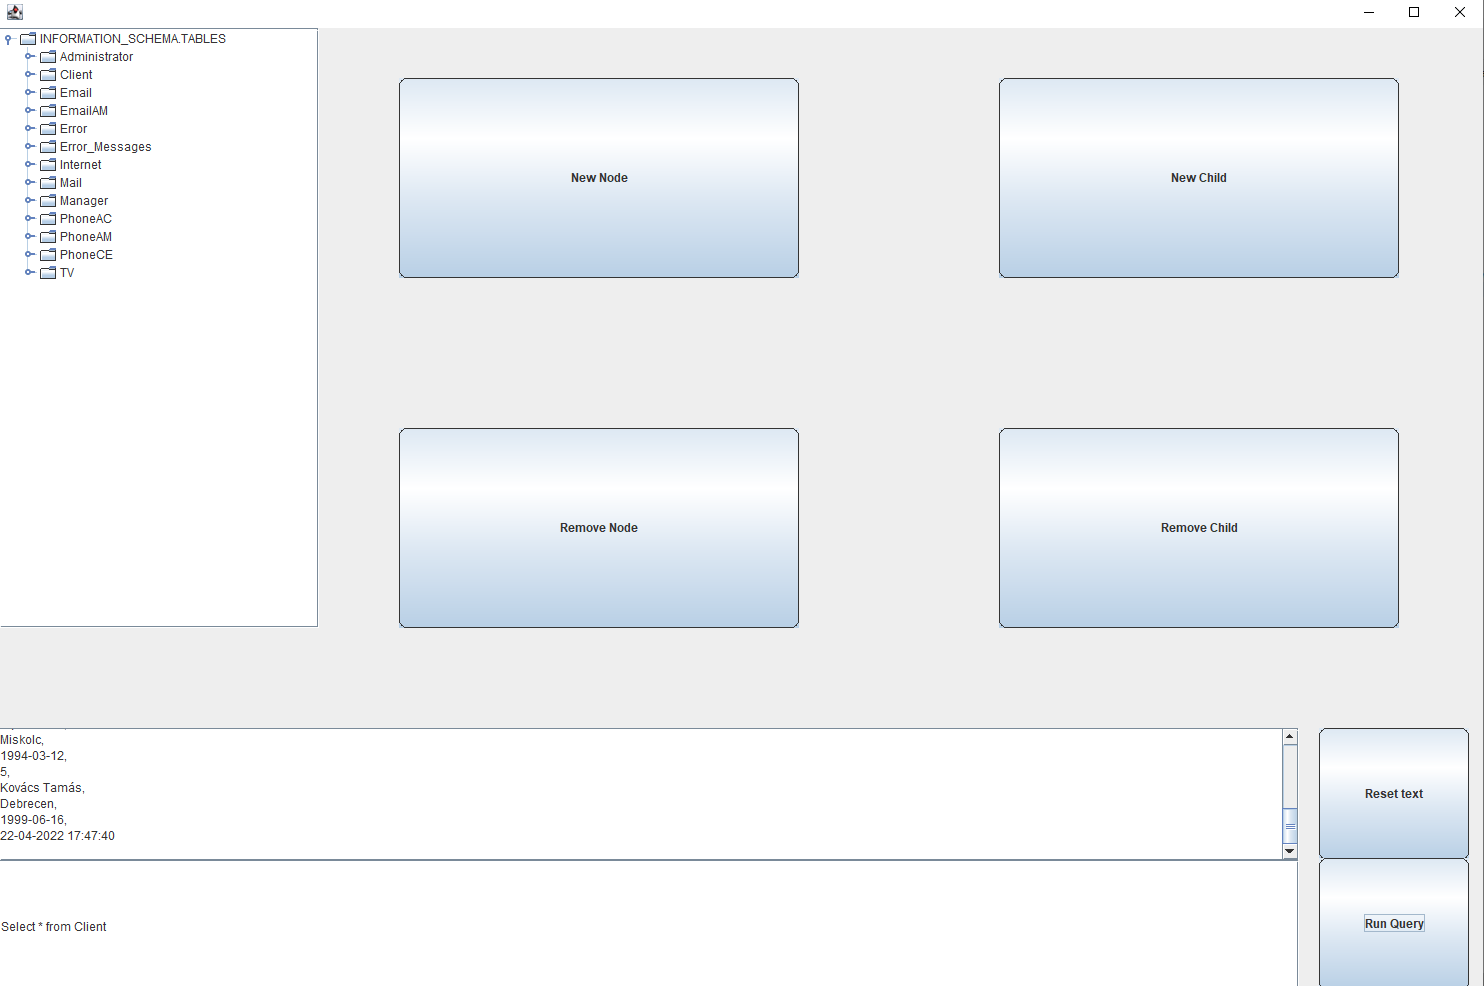 INFORMATION_SCHEMA.TABLES
Administrator
Client
Email
EmailAM
Error
Error_Messages
Internet
Mail
Manager
PhoneAC
PhoneAM
PhoneCE
TV
New Node
New Child
Remove Node
Remove Child
Miskolc,
1994-03-12,
5,
Kovács Tamás,
Debrecen,
1999-06-16,
22-04-2022 17:47:40
Reset text
Select * from Client
Run Query